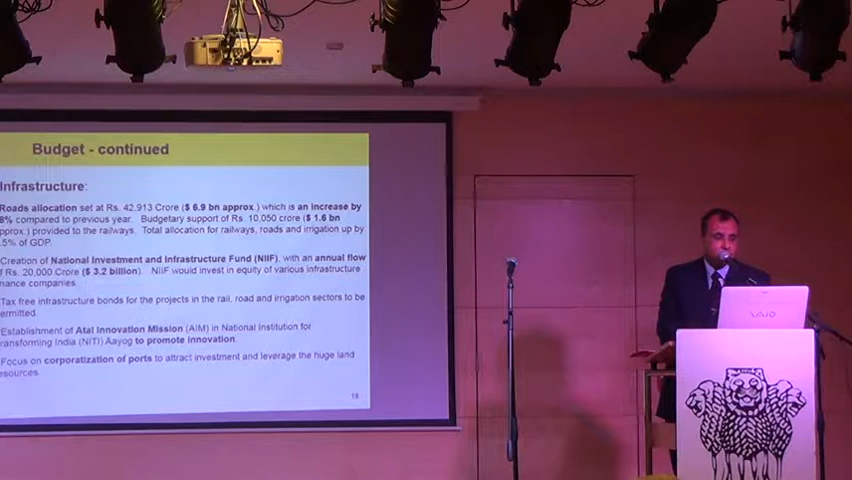 Budget - continued
Infrastructure:
Roads allocation set at Rs. 42,913 Crore ($ 6.9 bn approx.) which is an increase by
8% compared to previous year. Budgetary support of Rs. 10,050 crore ($ 1.6 bn
pprox.) provided to the railways. Total allocation for railways, roads and irrigation up by
.5% of GDP.
Creation of National Investment and Infrastructure Fund (NIIF), with an annual flow
f Rs. 20,000 Crore ($ 3.2 billion). NIIF would invest in equity of various infrastructure
nance companies.
Tax free infrastructure bonds for the projects in the rail, road and irrigation sectors to be
ermitted.
Establishment of Atal Innovation Mission (AIM) in National Institution for
ransforming India (NITI) Aayog to promote innovation.
Focus on corporatization of ports to attract investment and leverage the huge land
esources.
18
VAIO